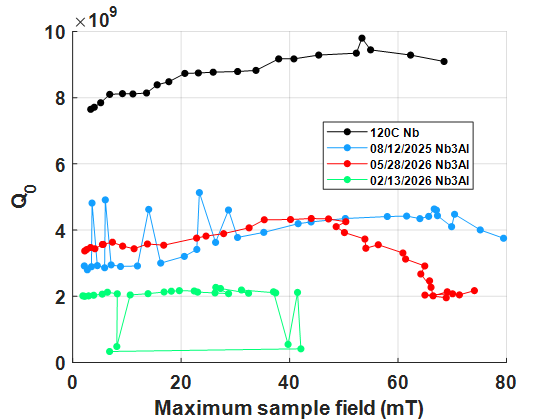 ×10⁹
10
8
6
4
2
0
Q₀
120C Nb
08/12/2025 Nb3Al
05/28/2026 Nb3Al
02/13/2026 Nb3Al
0 20 40 60 80
Maximum sample field (mT)